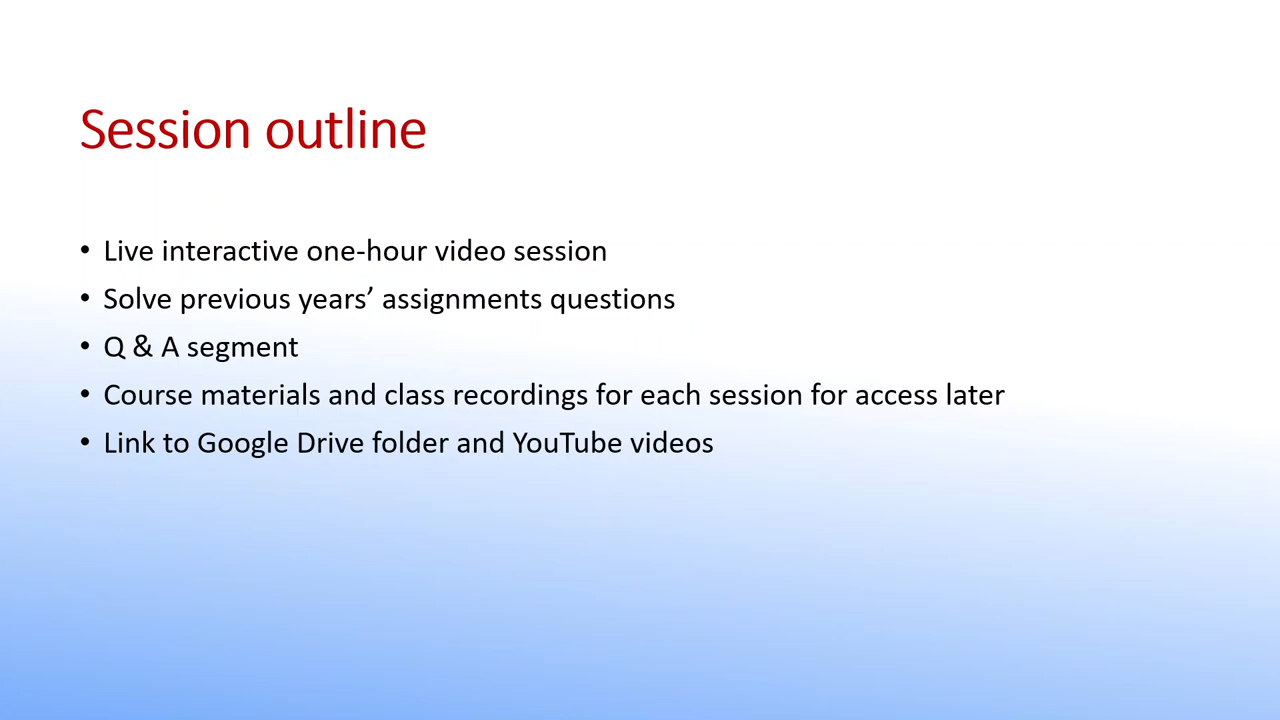 Session outline
• Live interactive one-hour video session
• Solve previous years’ assignments questions
• Q & A segment
• Course materials and class recordings for each session for access later
• Link to Google Drive folder and YouTube videos